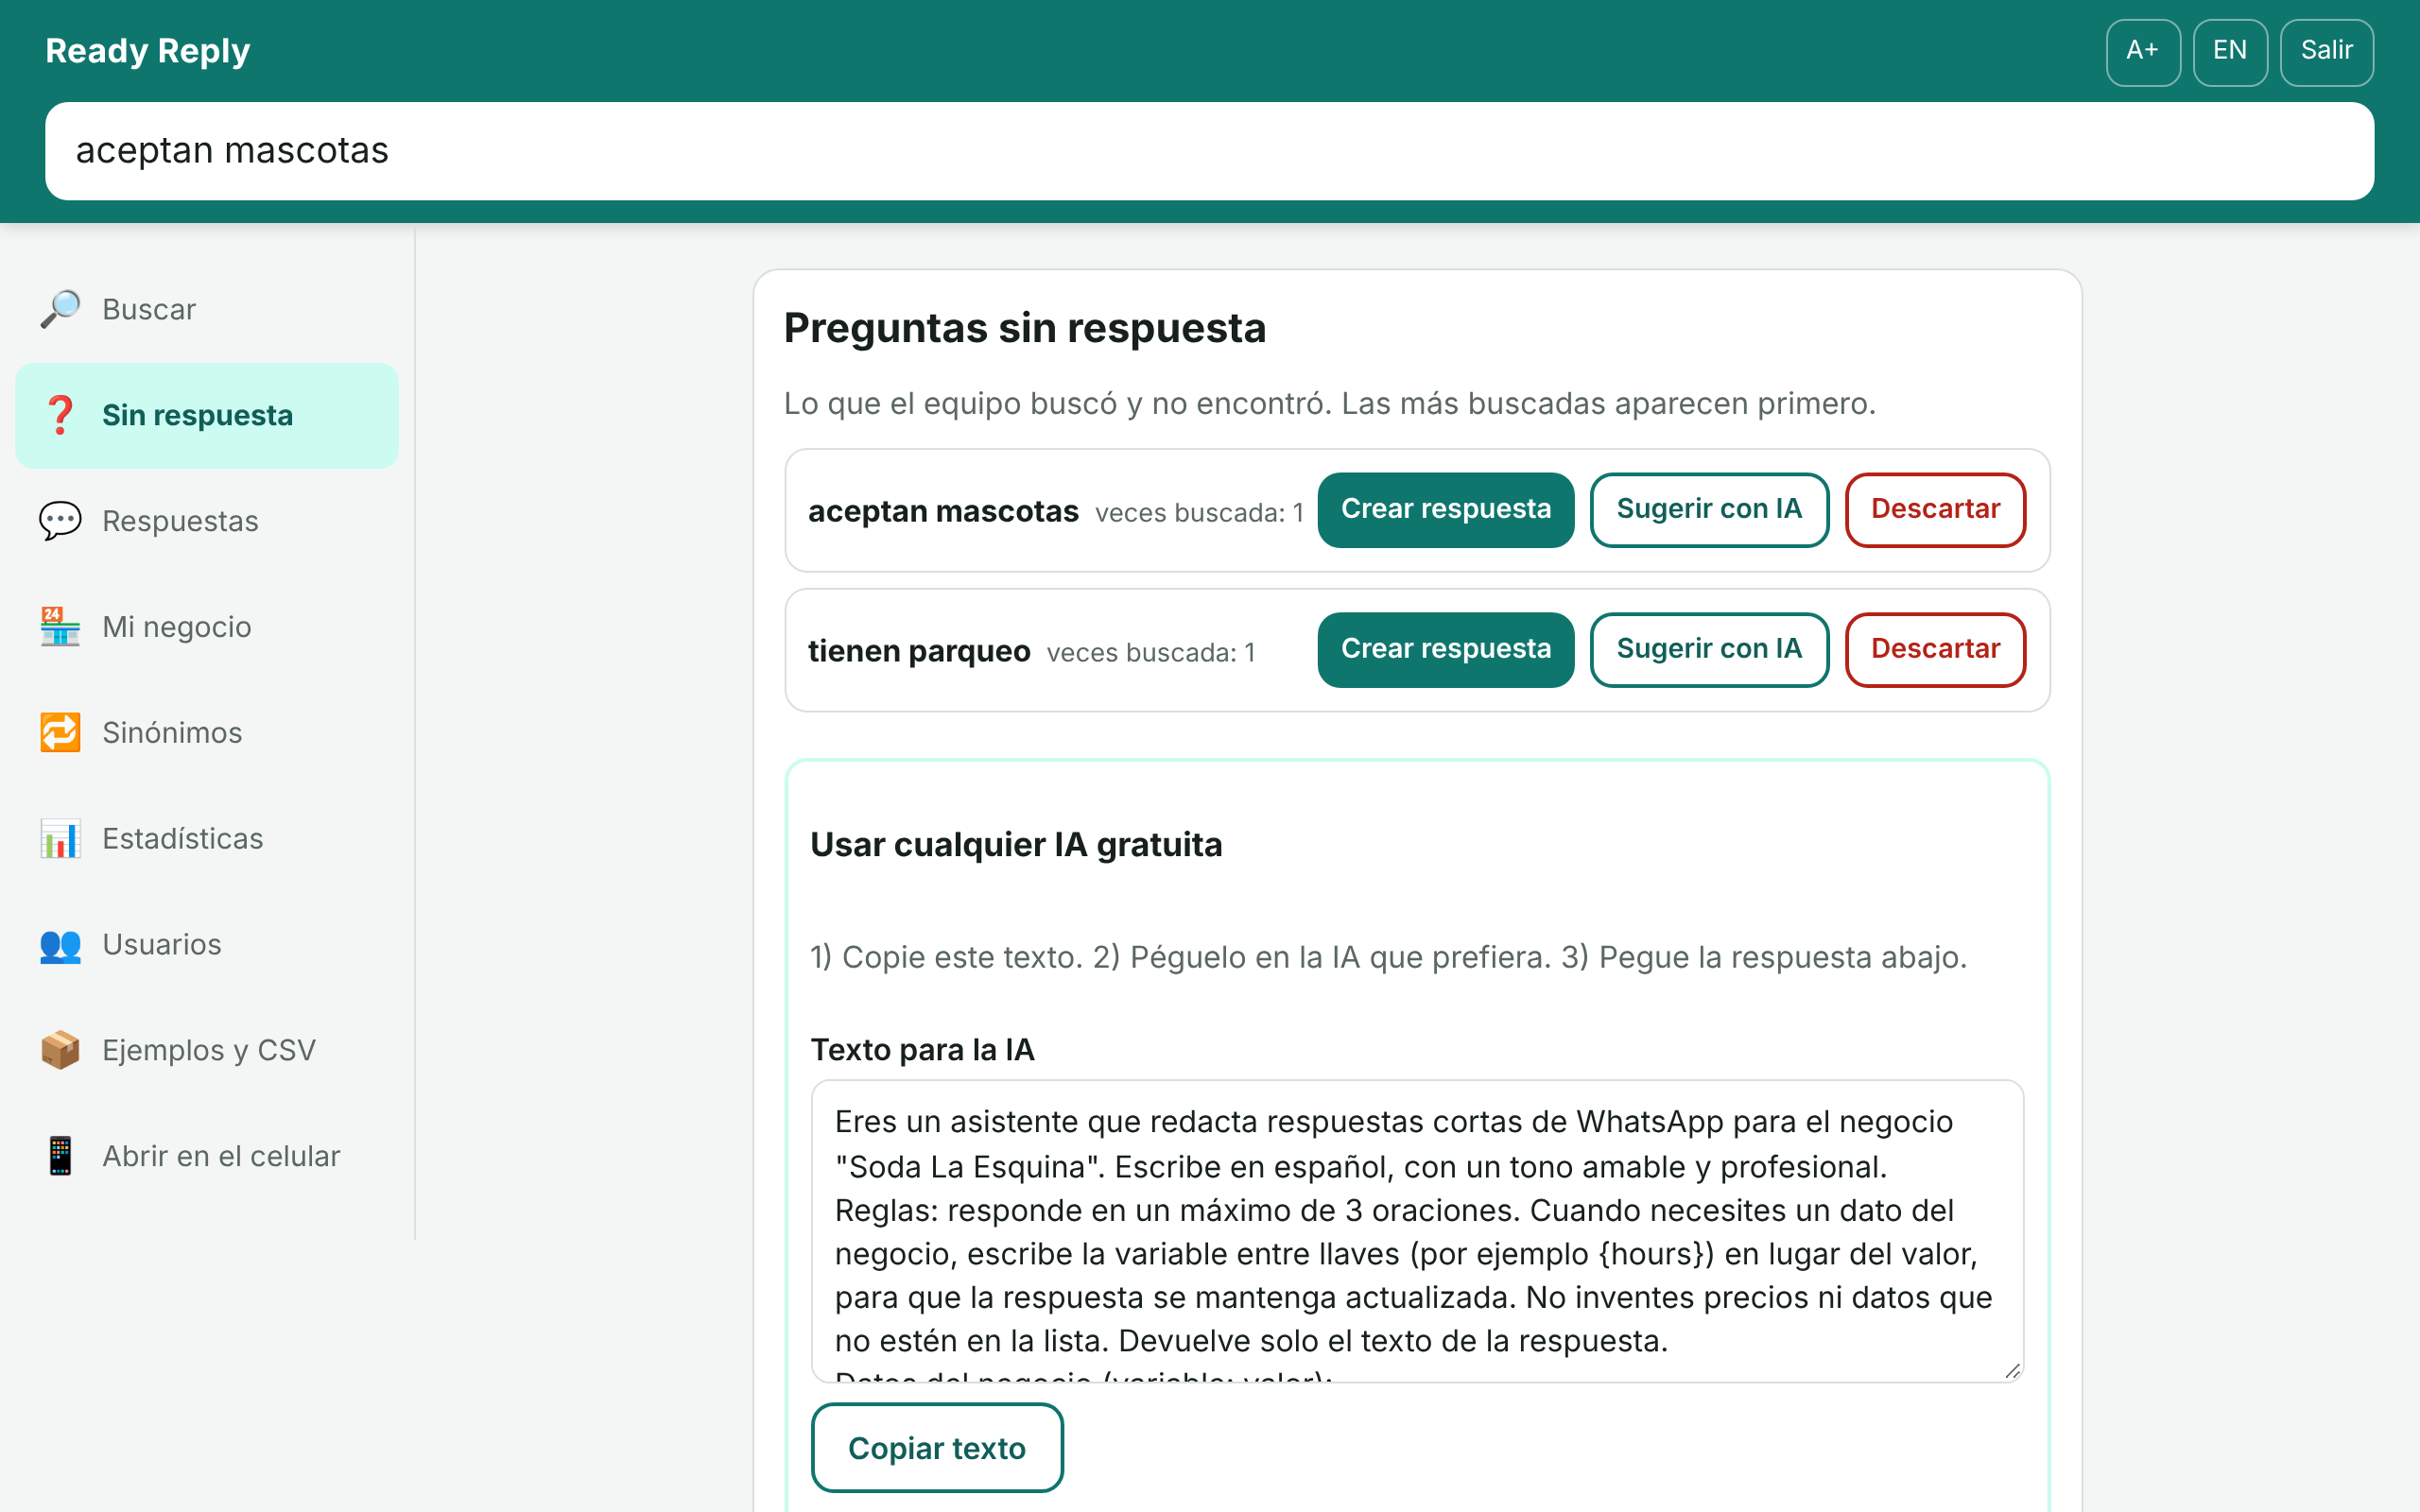 Ready Reply
A+
EN
Salir
aceptan mascotas
Buscar
Sin respuesta
Respuestas
Mi negocio
Sinónimos
Estadísticas
Usuarios
Ejemplos y CSV
Abrir en el celular
Preguntas sin respuesta
Lo que el equipo buscó y no encontró. Las más buscadas aparecen primero.
aceptan mascotas veces buscada: 1 Crear respuesta Sugerir con IA Descartar
tienen parqueo veces buscada: 1 Crear respuesta Sugerir con IA Descartar
Usar cualquier IA gratuita
1) Copie este texto. 2) Péguelo en la IA que prefiera. 3) Pegue la respuesta abajo.
Texto para la IA
Eres un asistente que redacta respuestas cortas de WhatsApp para el negocio
"Soda La Esquina". Escribe en español, con un tono amable y profesional.
Reglas: responde en un máximo de 3 oraciones. Cuando necesites un dato del
negocio, escribe la variable entre llaves (por ejemplo {hours}) en lugar del valor,
para que la respuesta se mantenga actualizada. No inventes precios ni datos que
no estén en la lista. Devuelve solo el texto de la respuesta.
Datos del negocio (variable: valor):
Copiar texto